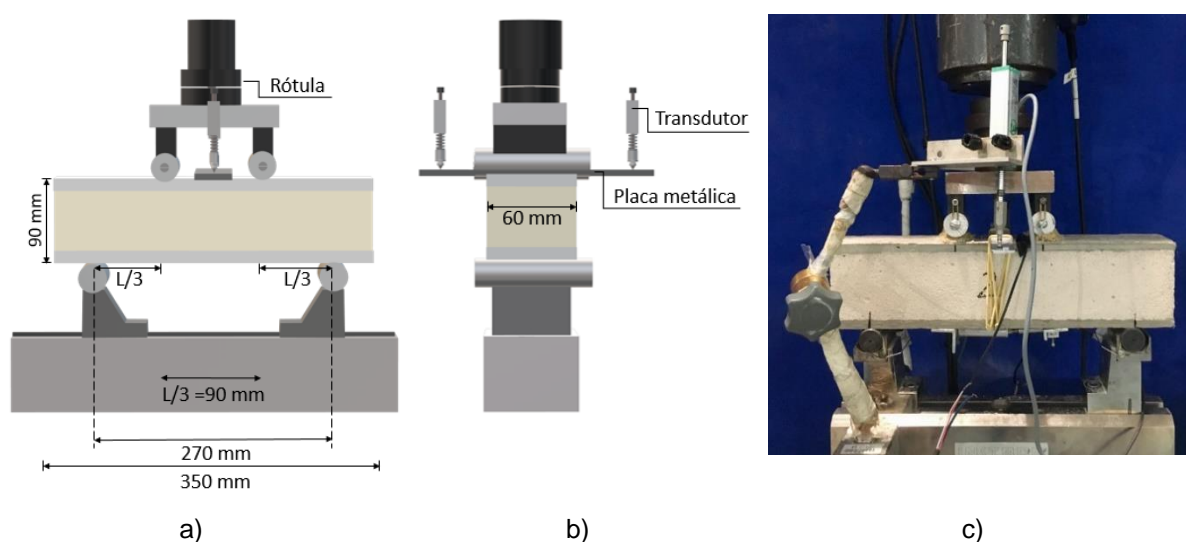 Rótula
90 mm
L/3
L/3
L/3 =90 mm
270 mm
350 mm
Transdutor
Placa metálica
60 mm
a)
b)
c)